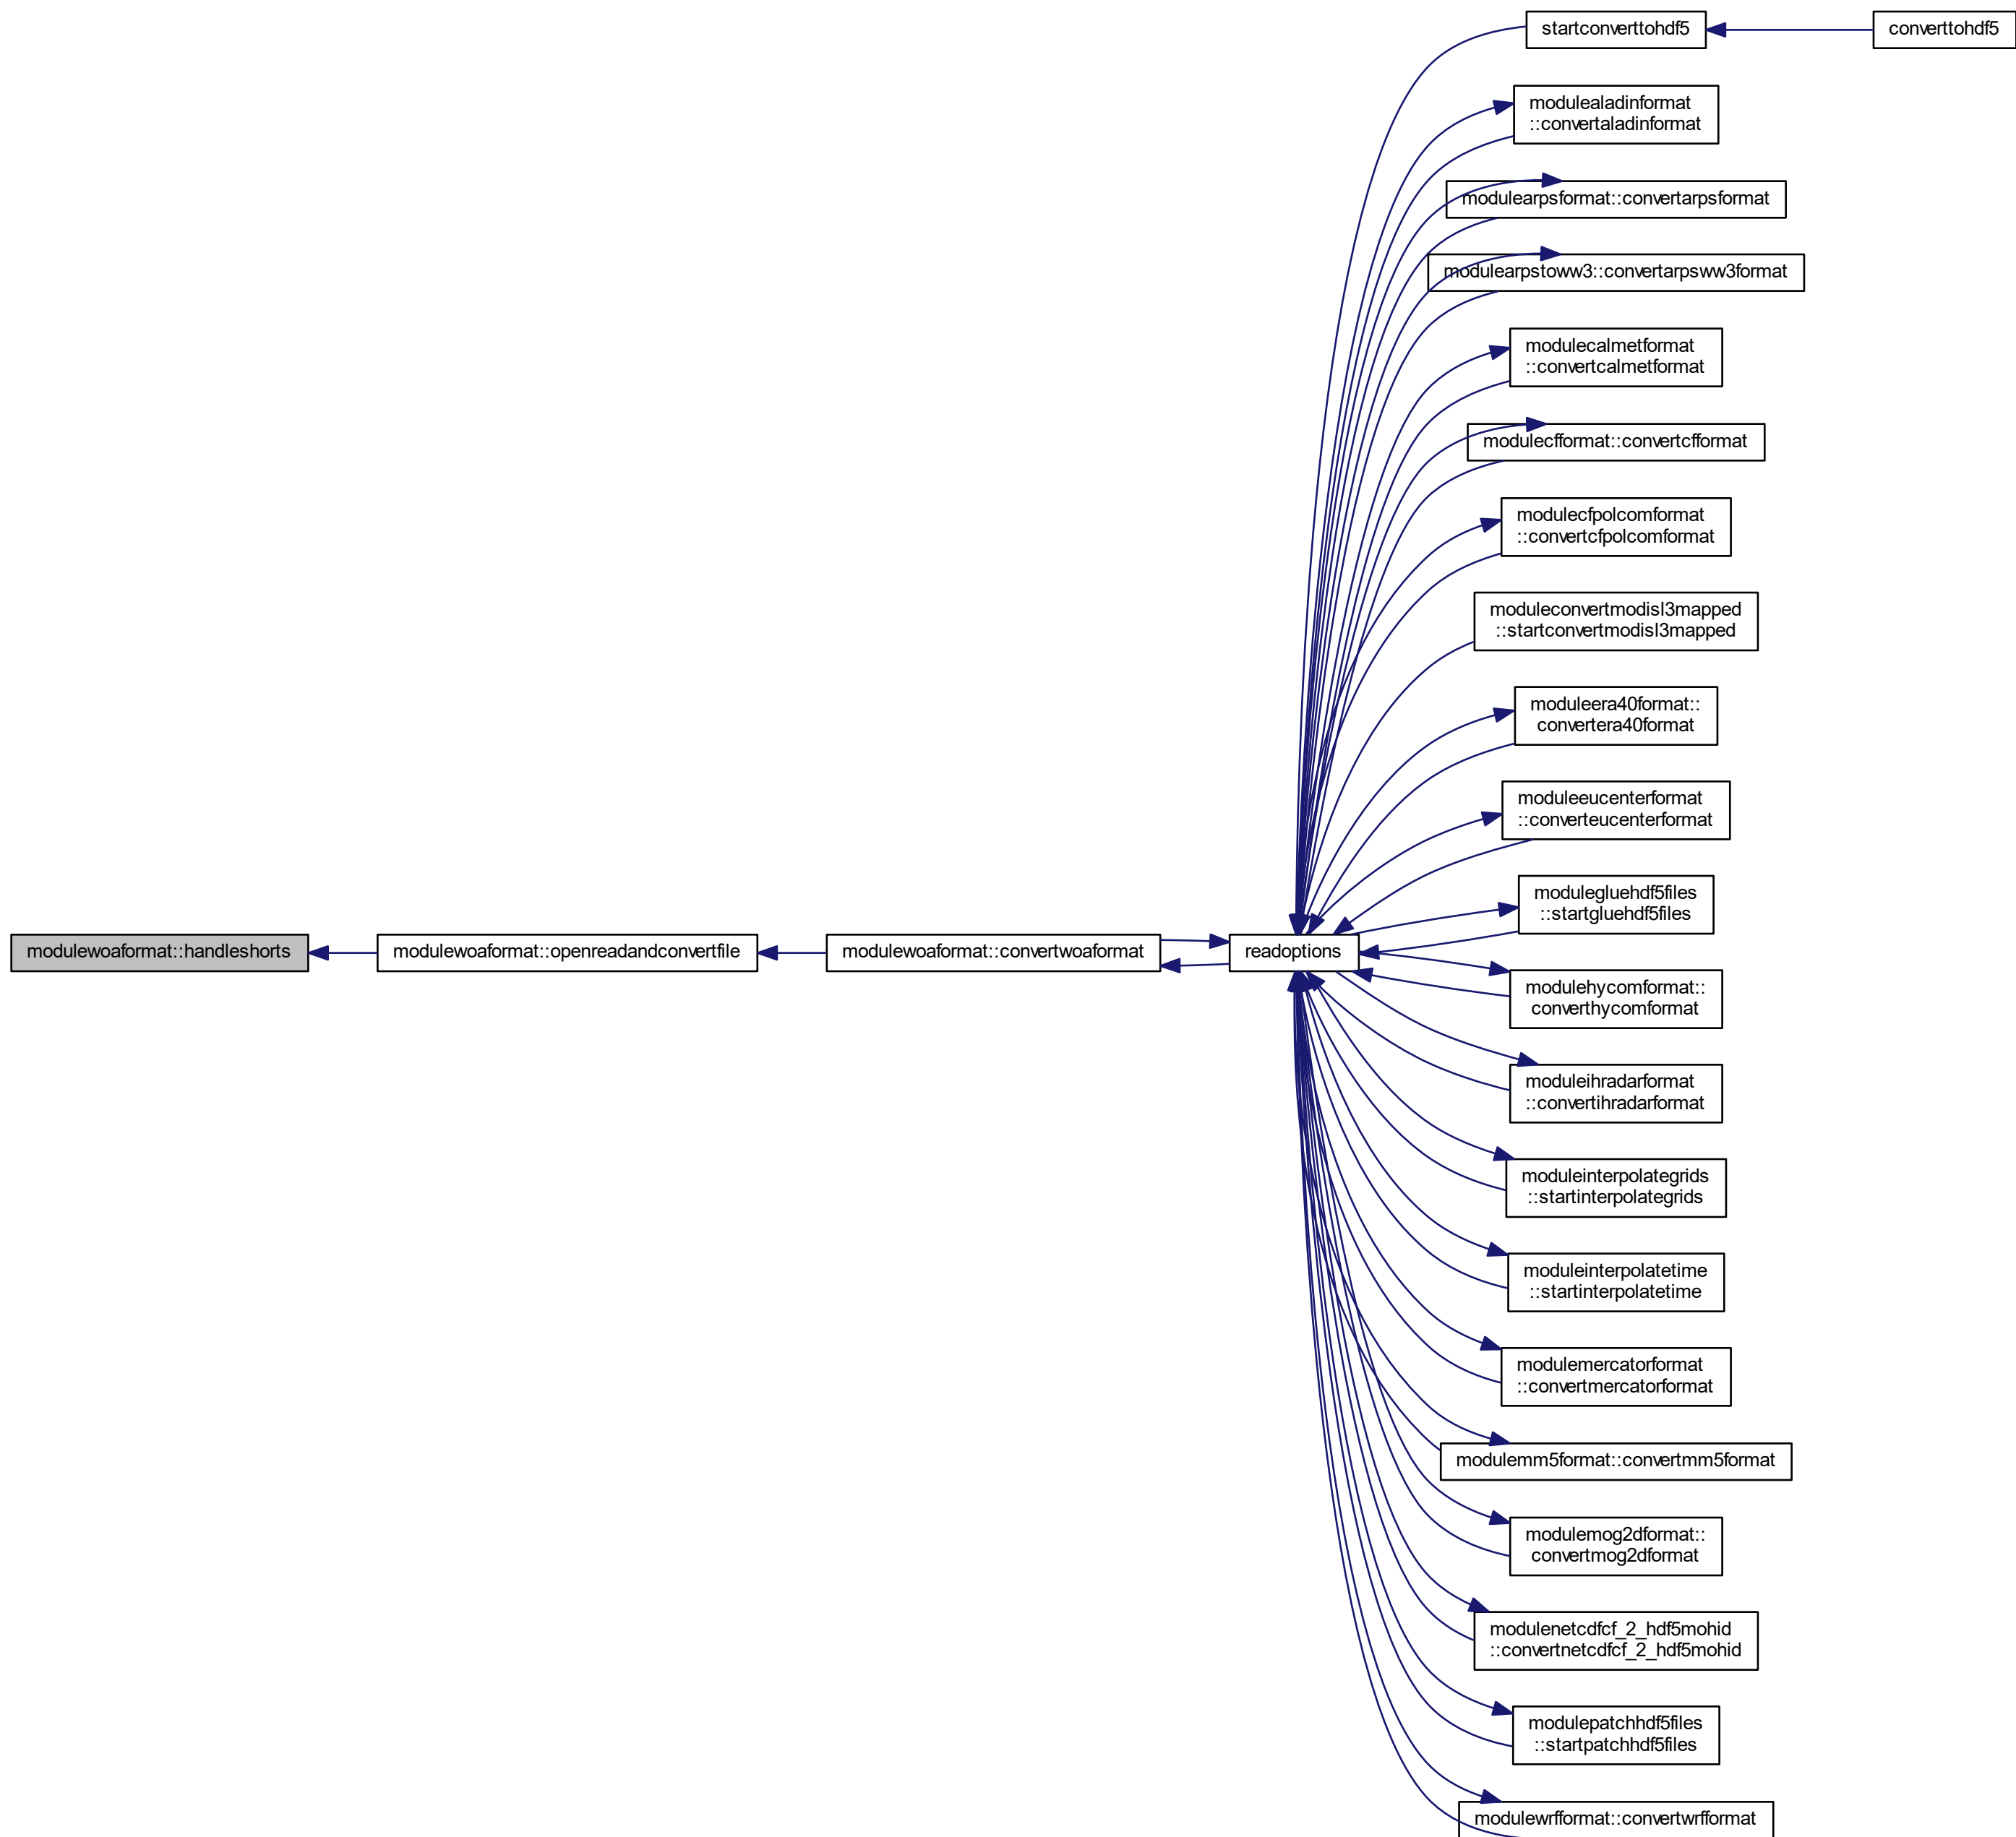 startconverttohdf5
converttohdf5
modulealadinformat
::convertaladinformat
modulearpsformat::convertarpsformat
modulearpstoww3::convertarpsww3format
modulecalmetformat
::convertcalmetformat
modulecfformat::convertcfformat
modulecfpolcomformat
::convertcfpolcomformat
moduleconvertmodisl3mapped
::startconvertmodisl3mapped
moduleera40format::
convertera40format
moduleeucenterformat
::converteucenterformat
modulegluehdf5files
::startgluehdf5files
modulewoaformat::handleshorts
modulewoaformat::openreadandconvertfile
modulewoaformat::convertwoaformat
readoptions
modulehycomformat::
converthycomformat
moduleihradarformat
::convertihradarformat
moduleinterpolategrids
::startinterpolategrids
moduleinterpolatetime
::startinterpolatetime
modulemercatorformat
::convertmercatorformat
modulemm5format::convertmm5format
modulemog2dformat::
convertmog2dformat
modulenetcdfcf_2_hdf5mohid
::convertnetcdfcf_2_hdf5mohid
modulepatchhdf5files
::startpatchhdf5files
modulewrfformat::convertwrfformat